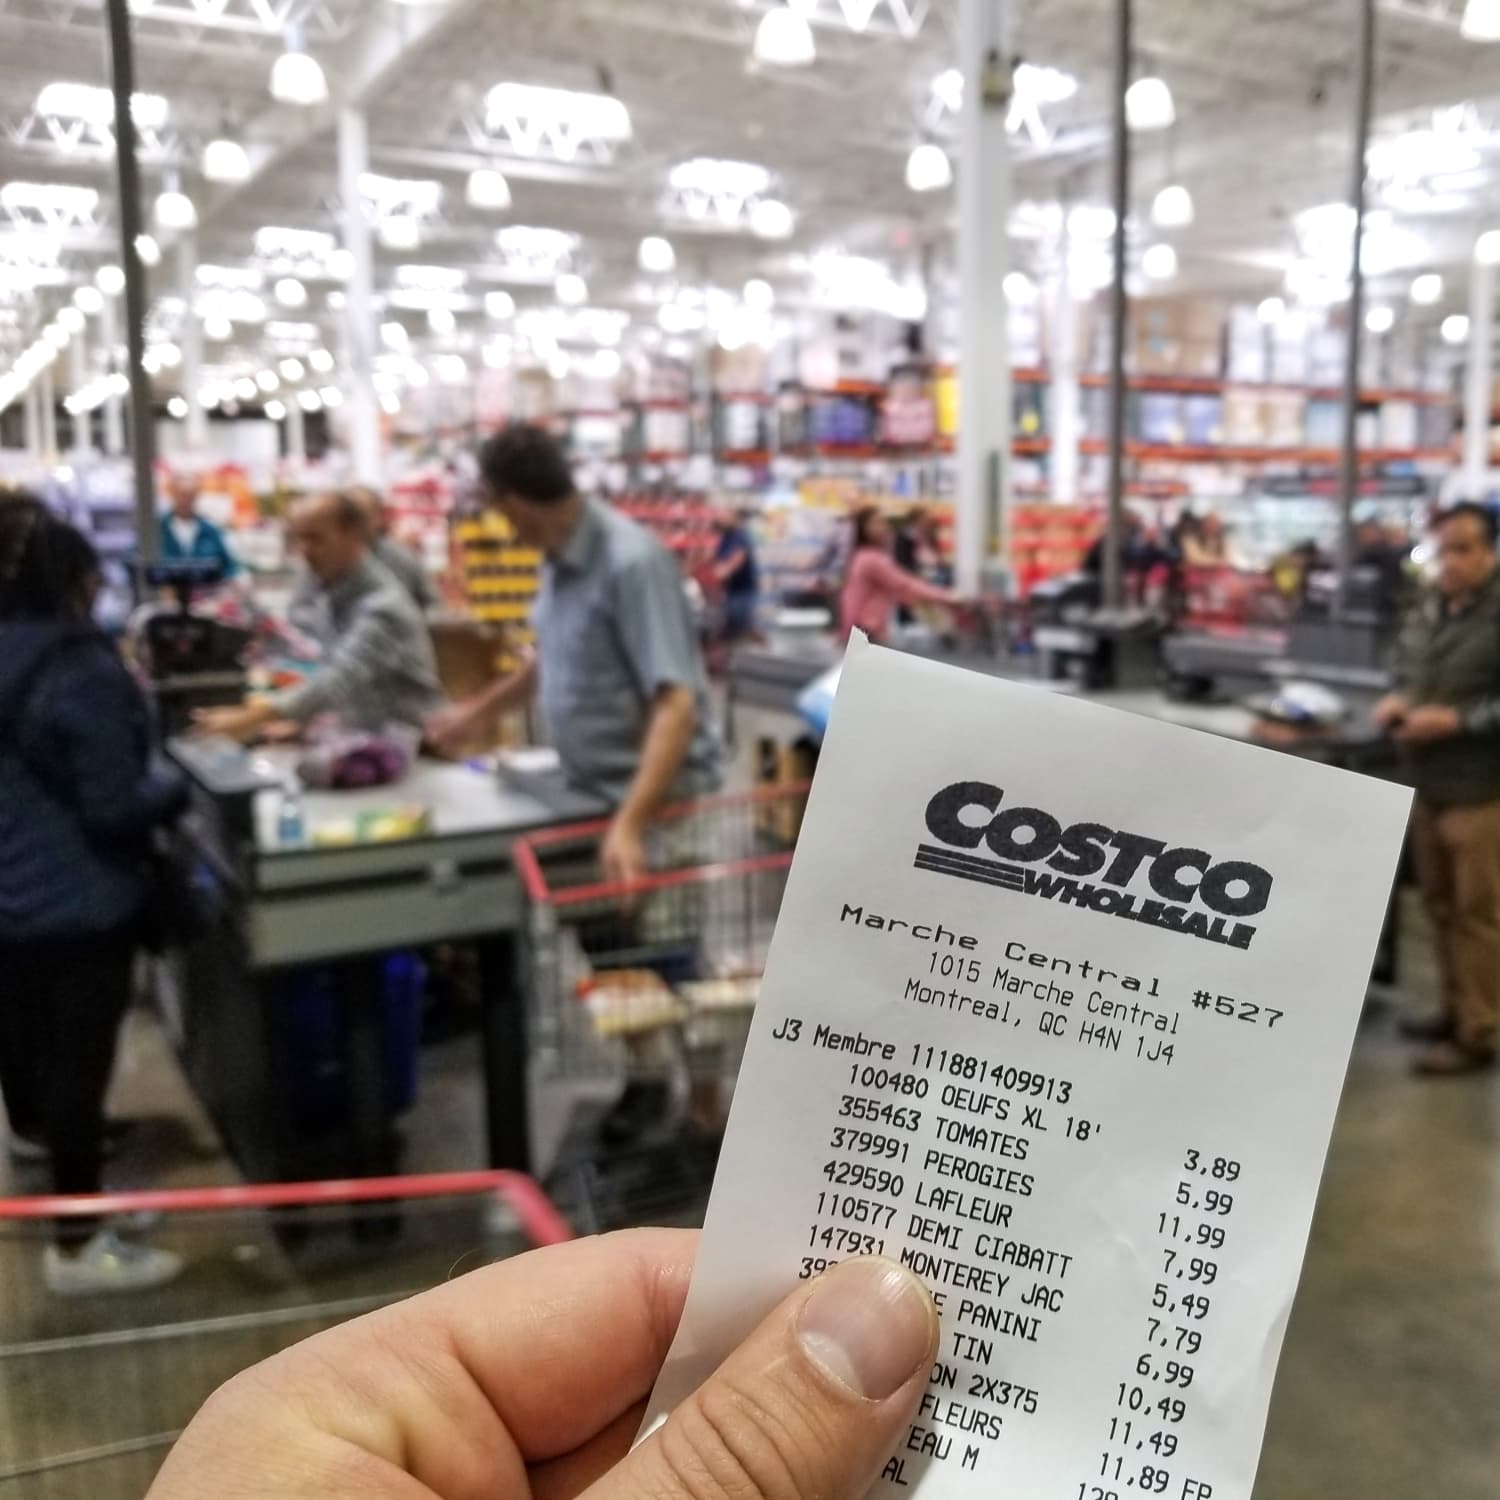 COSTCO
WHOLESALE
Marche Central #527
1015 Marche Central
Montreal, QC H4N 1J4
J3 Membre 111881409913
100480 OEUFS XL 18' 3,89
355463 TOMATES 5,99
379991 PEROGIES 11,99
429590 LAFLEUR 7,99
110577 DEMI CIABATT 5,49
147931 MONTEREY JAC 7,79
PANINI 6,99
TIN 10,49
2X375 11,49
FLEURS 11,89 FP
M